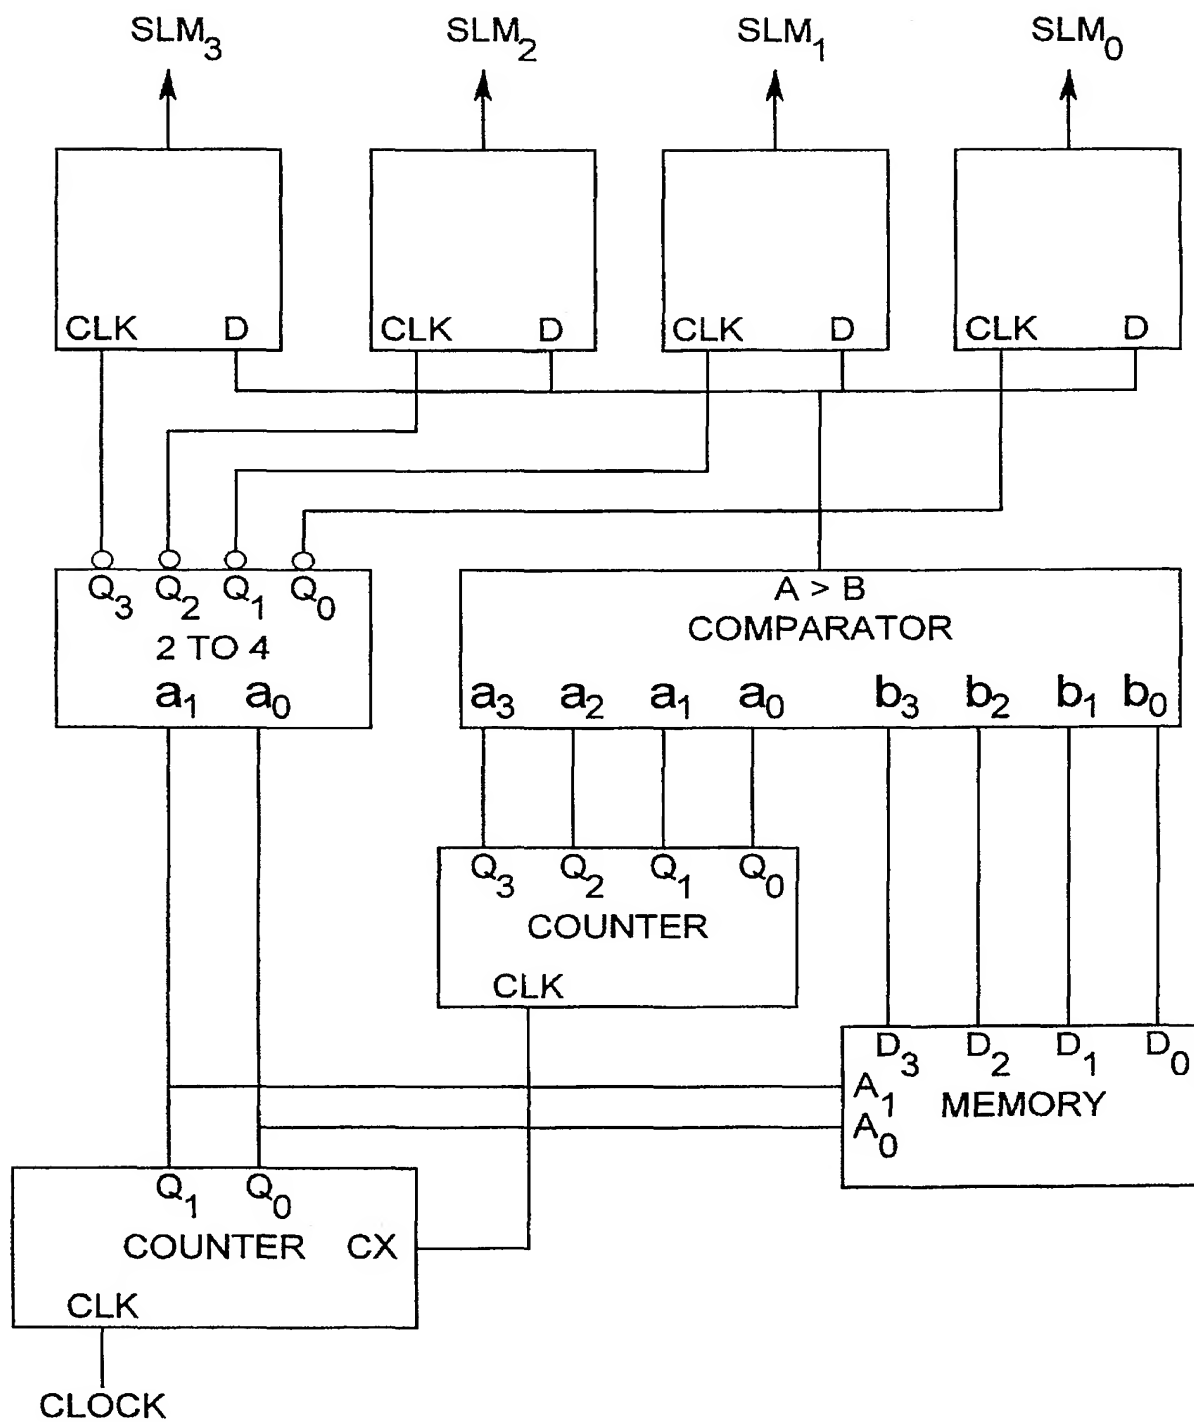 SLM₃ SLM₂ SLM₁ SLM₀
CLK D CLK D CLK D CLK D
Q₃ Q₂ Q₁ Q₀
2 TO 4
a₁ a₀
A > B
COMPARATOR
a₃ a₂ a₁ a₀ b₃ b₂ b₁ b₀
Q₃ Q₂ Q₁ Q₀
COUNTER
CLK
D₃ D₂ D₁ D₀
A₁ MEMORY
A₀
Q₁ Q₀
COUNTER CX
CLK
CLOCK